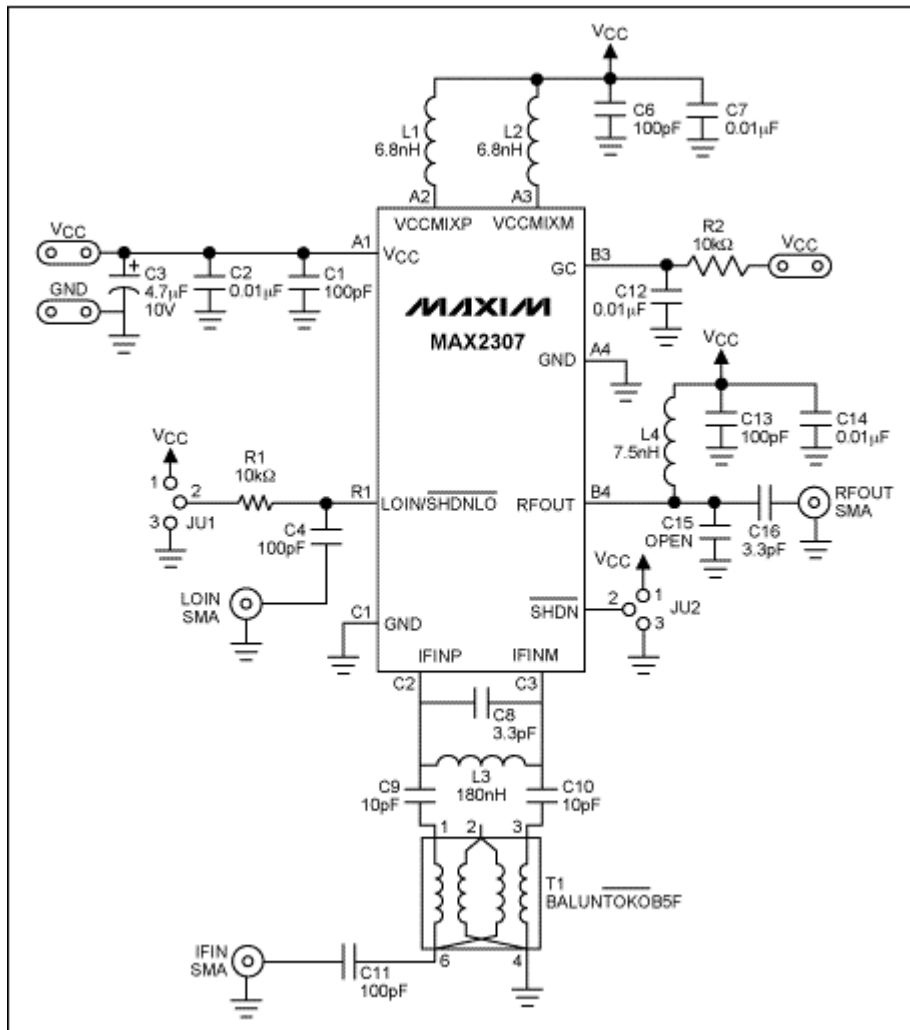 VCC
L1
6.8nH
L2
6.8nH
C6
100pF
C7
0.01μF
A2
A3
VCCMIXP
VCCMIXM
VCC
GND
C3
4.7μF
10V
C2
0.01μF
C1
100pF
A1
VCC
GC
B3
R2
10kΩ
VCC
C12
0.01μF
MAXIM
MAX2307
GND
A4
VCC
L4
7.5nH
C13
100pF
C14
0.01μF
VCC
1
2
3
JU1
R1
10kΩ
R1
LOIN/SHDNLO
RFOUT
B4
C4
100pF
C15
OPEN
C16
3.3pF
RFOUT
SMA
LOIN
SMA
C1
GND
SHDN
VCC
1
2
3
JU2
IFINP
IFINM
C2
C3
C8
3.3pF
L3
180nH
C9
10pF
C10
10pF
1
2
3
T1
BALUNTOKOB5F
6
4
IFIN
SMA
C11
100pF